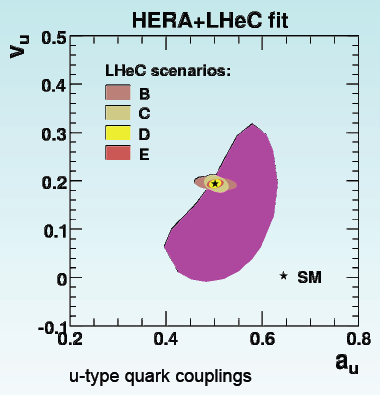 HERA+LHeC fit
v_u
0.5
LHeC scenarios:
B
0.4
C
D
0.3
E
0.2
0.1
0
SM
-0.1
0.2 0.4 0.6 0.8
a_u
u-type quark couplings